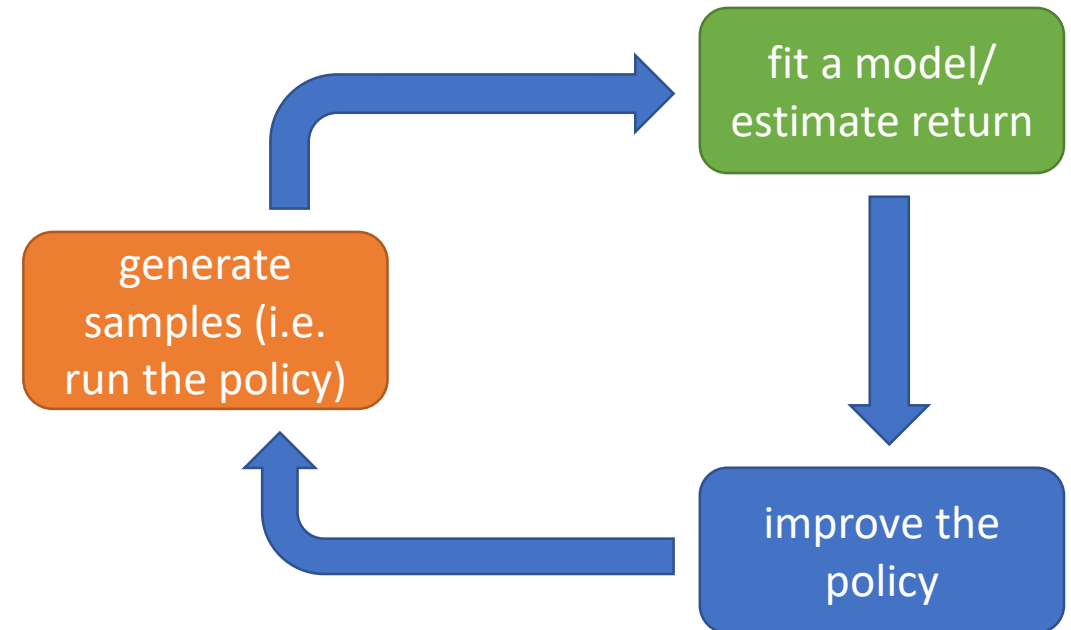 fit a model/
estimate return
generate
samples (i.e.
run the policy)
improve the
policy